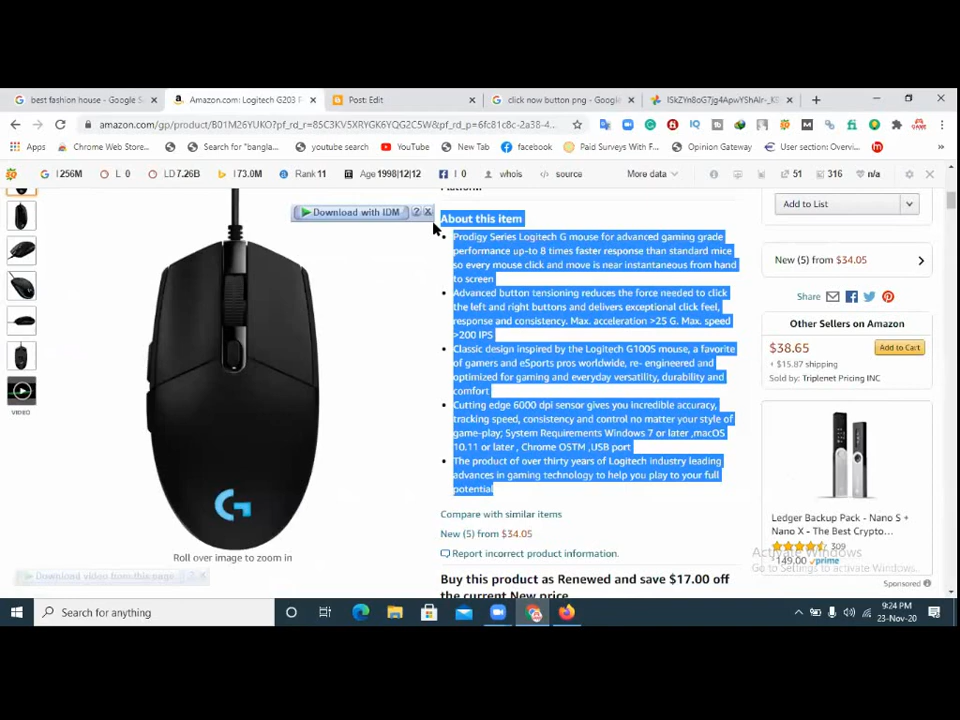 best fashion house - Google S
Amazon.com: Logitech G203 P
Post: Edit
click now button png - Google
lSkZYn8oG7jg4ApwYShAlr-_K
amazon.com/gp/product/B01M26YUKO?pf_rd_r=85C3KV5XRYGK6YQG2C5W&pf_rd_p=6fc81c8c-2a38-4...
Apps
Chrome Web Store...
Search for "bangla...
youtube search
YouTube
New Tab
facebook
Paid Surveys With F...
Opinion Gateway
User section: Overvi...
I 256M
L 0
LD 7.26B
I 73.0M
Rank 11
Age 1998|12|12
I 0
whois
source
More data
51
316
n/a
Download with IDM
VIDEO
Roll over image to zoom in
Download video from this page
About this item
Prodigy Series Logitech G mouse for advanced gaming grade
performance up-to 8 times faster response than standard mice
so every mouse click and move is near instantaneous from hand
to screen
Advanced button tensioning reduces the force needed to click
the left and right buttons and delivers exceptional click feel,
response and consistency. Max. acceleration >25 G. Max. speed
>200 IPS
Classic design inspired by the Logitech G100S mouse, a favorite
of gamers and eSports pros worldwide, re- engineered and
optimized for gaming and everyday versatility, durability and
comfort
Cutting edge 6000 dpi sensor gives you incredible accuracy,
tracking speed, consistency and control no matter your style of
game-play; System Requirements Windows 7 or later ,macOS
10.11 or later , Chrome OSTM ,USB port
The product of over thirty years of Logitech industry leading
advances in gaming technology to help you play to your full
potential
Compare with similar items
New (5) from $34.05
Report incorrect product information.
Buy this product as Renewed and save $17.00 off
the current New price.
Add to List
New (5) from $34.05
Share
Other Sellers on Amazon
$38.65
Add to Cart
+ $15.87 shipping
Sold by: Triplenet Pricing INC
Ledger Backup Pack - Nano S +
Nano X - The Best Crypto...
309
$149.00 prime
Activate Windows
Go to Settings to activate Windows.
Sponsored
Search for anything
9:24 PM
23-Nov-20